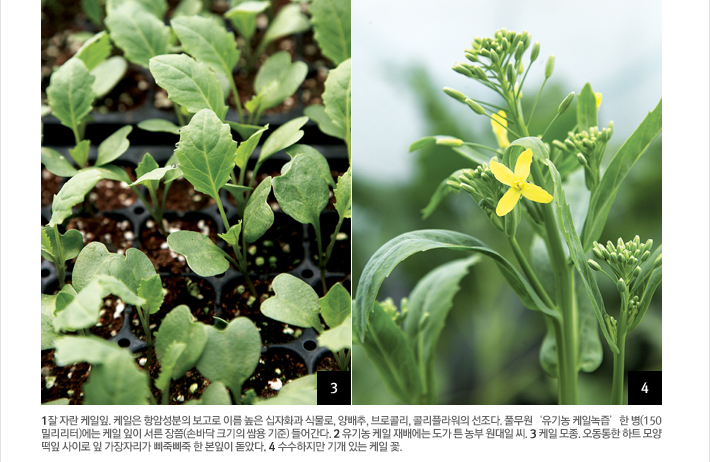 3
4
1 잘 자란 케일잎. 케일은 항암성분의 보고로 이름 높은 십자화과 식물로, 양배추, 브로콜리, 콜리플라워의 선조다. 풀무원 ‘유기농 케일녹즙’ 한 병(150
밀리리터)에는 케일 잎이 서른 장쯤(손바닥 크기의 쌈용 기준) 들어간다. 2 유기농 케일 재배에는 도가 튼 농부 원대일 씨. 3 케일 모종. 오동통한 하트 모양
떡잎 사이로 잎 가장자리가 뾰죽뾰죽 한 본잎이 돋았다. 4 수수하지만 기개 있는 케일 꽃.